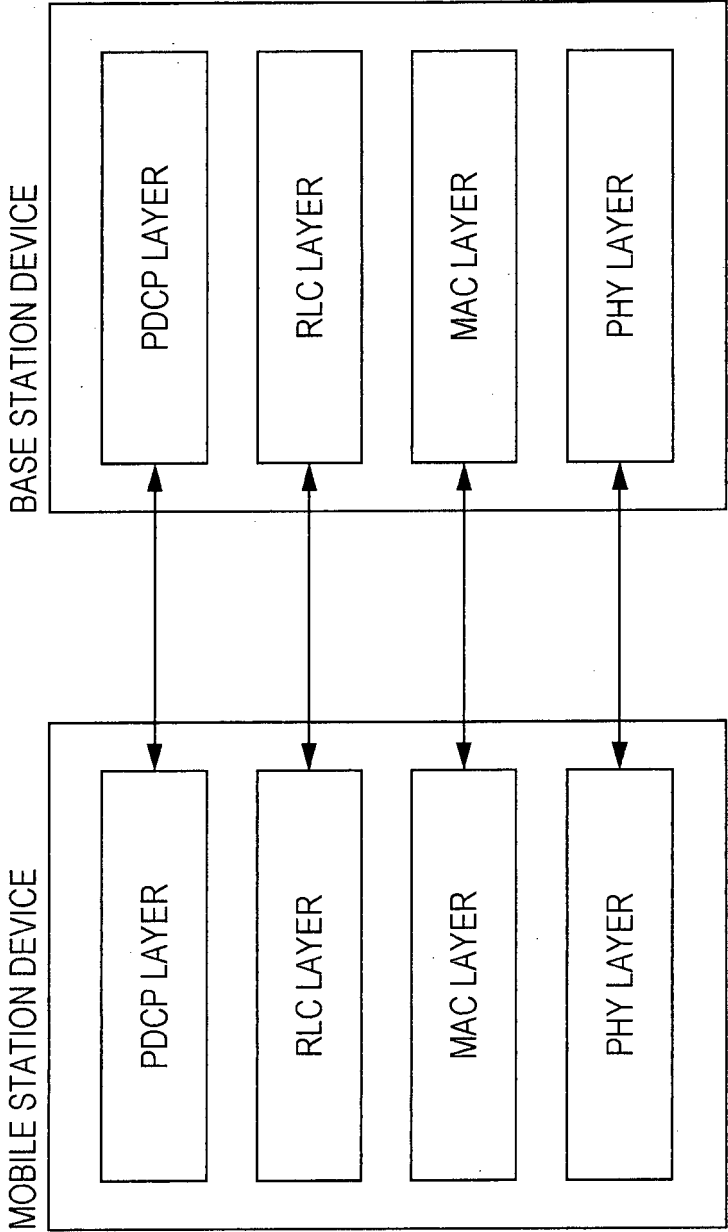 MOBILE STATION DEVICE
PDCP LAYER
RLC LAYER
MAC LAYER
PHY LAYER
BASE STATION DEVICE
PDCP LAYER
RLC LAYER
MAC LAYER
PHY LAYER